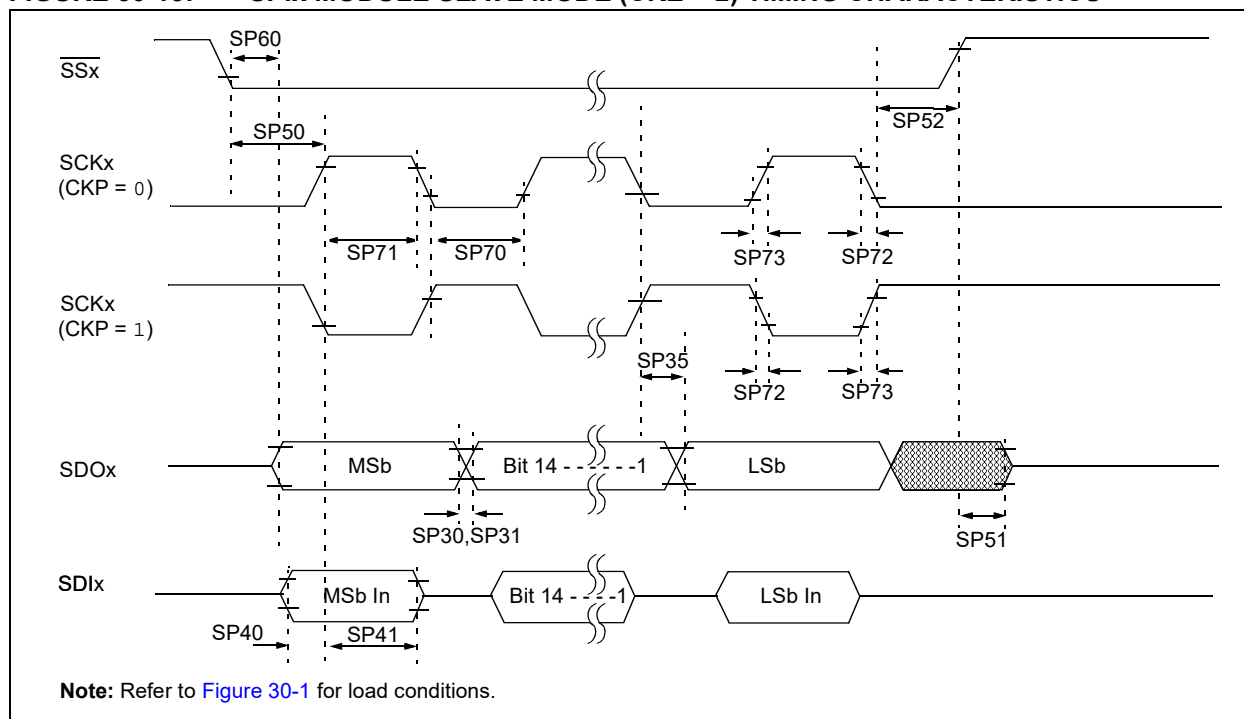 SP60
SSx
SP50
SP52
SCKx
(CKP = 0)
SP71
SP70
SP73
SP72
SCKx
(CKP = 1)
SP35
SP72
SP73
SDOx
MSb
Bit 14 - - - - - -1
LSb
SP30,SP31
SP51
SDIx
MSb In
Bit 14 - - - -1
LSb In
SP40
SP41
Note: Refer to Figure 30-1 for load conditions.